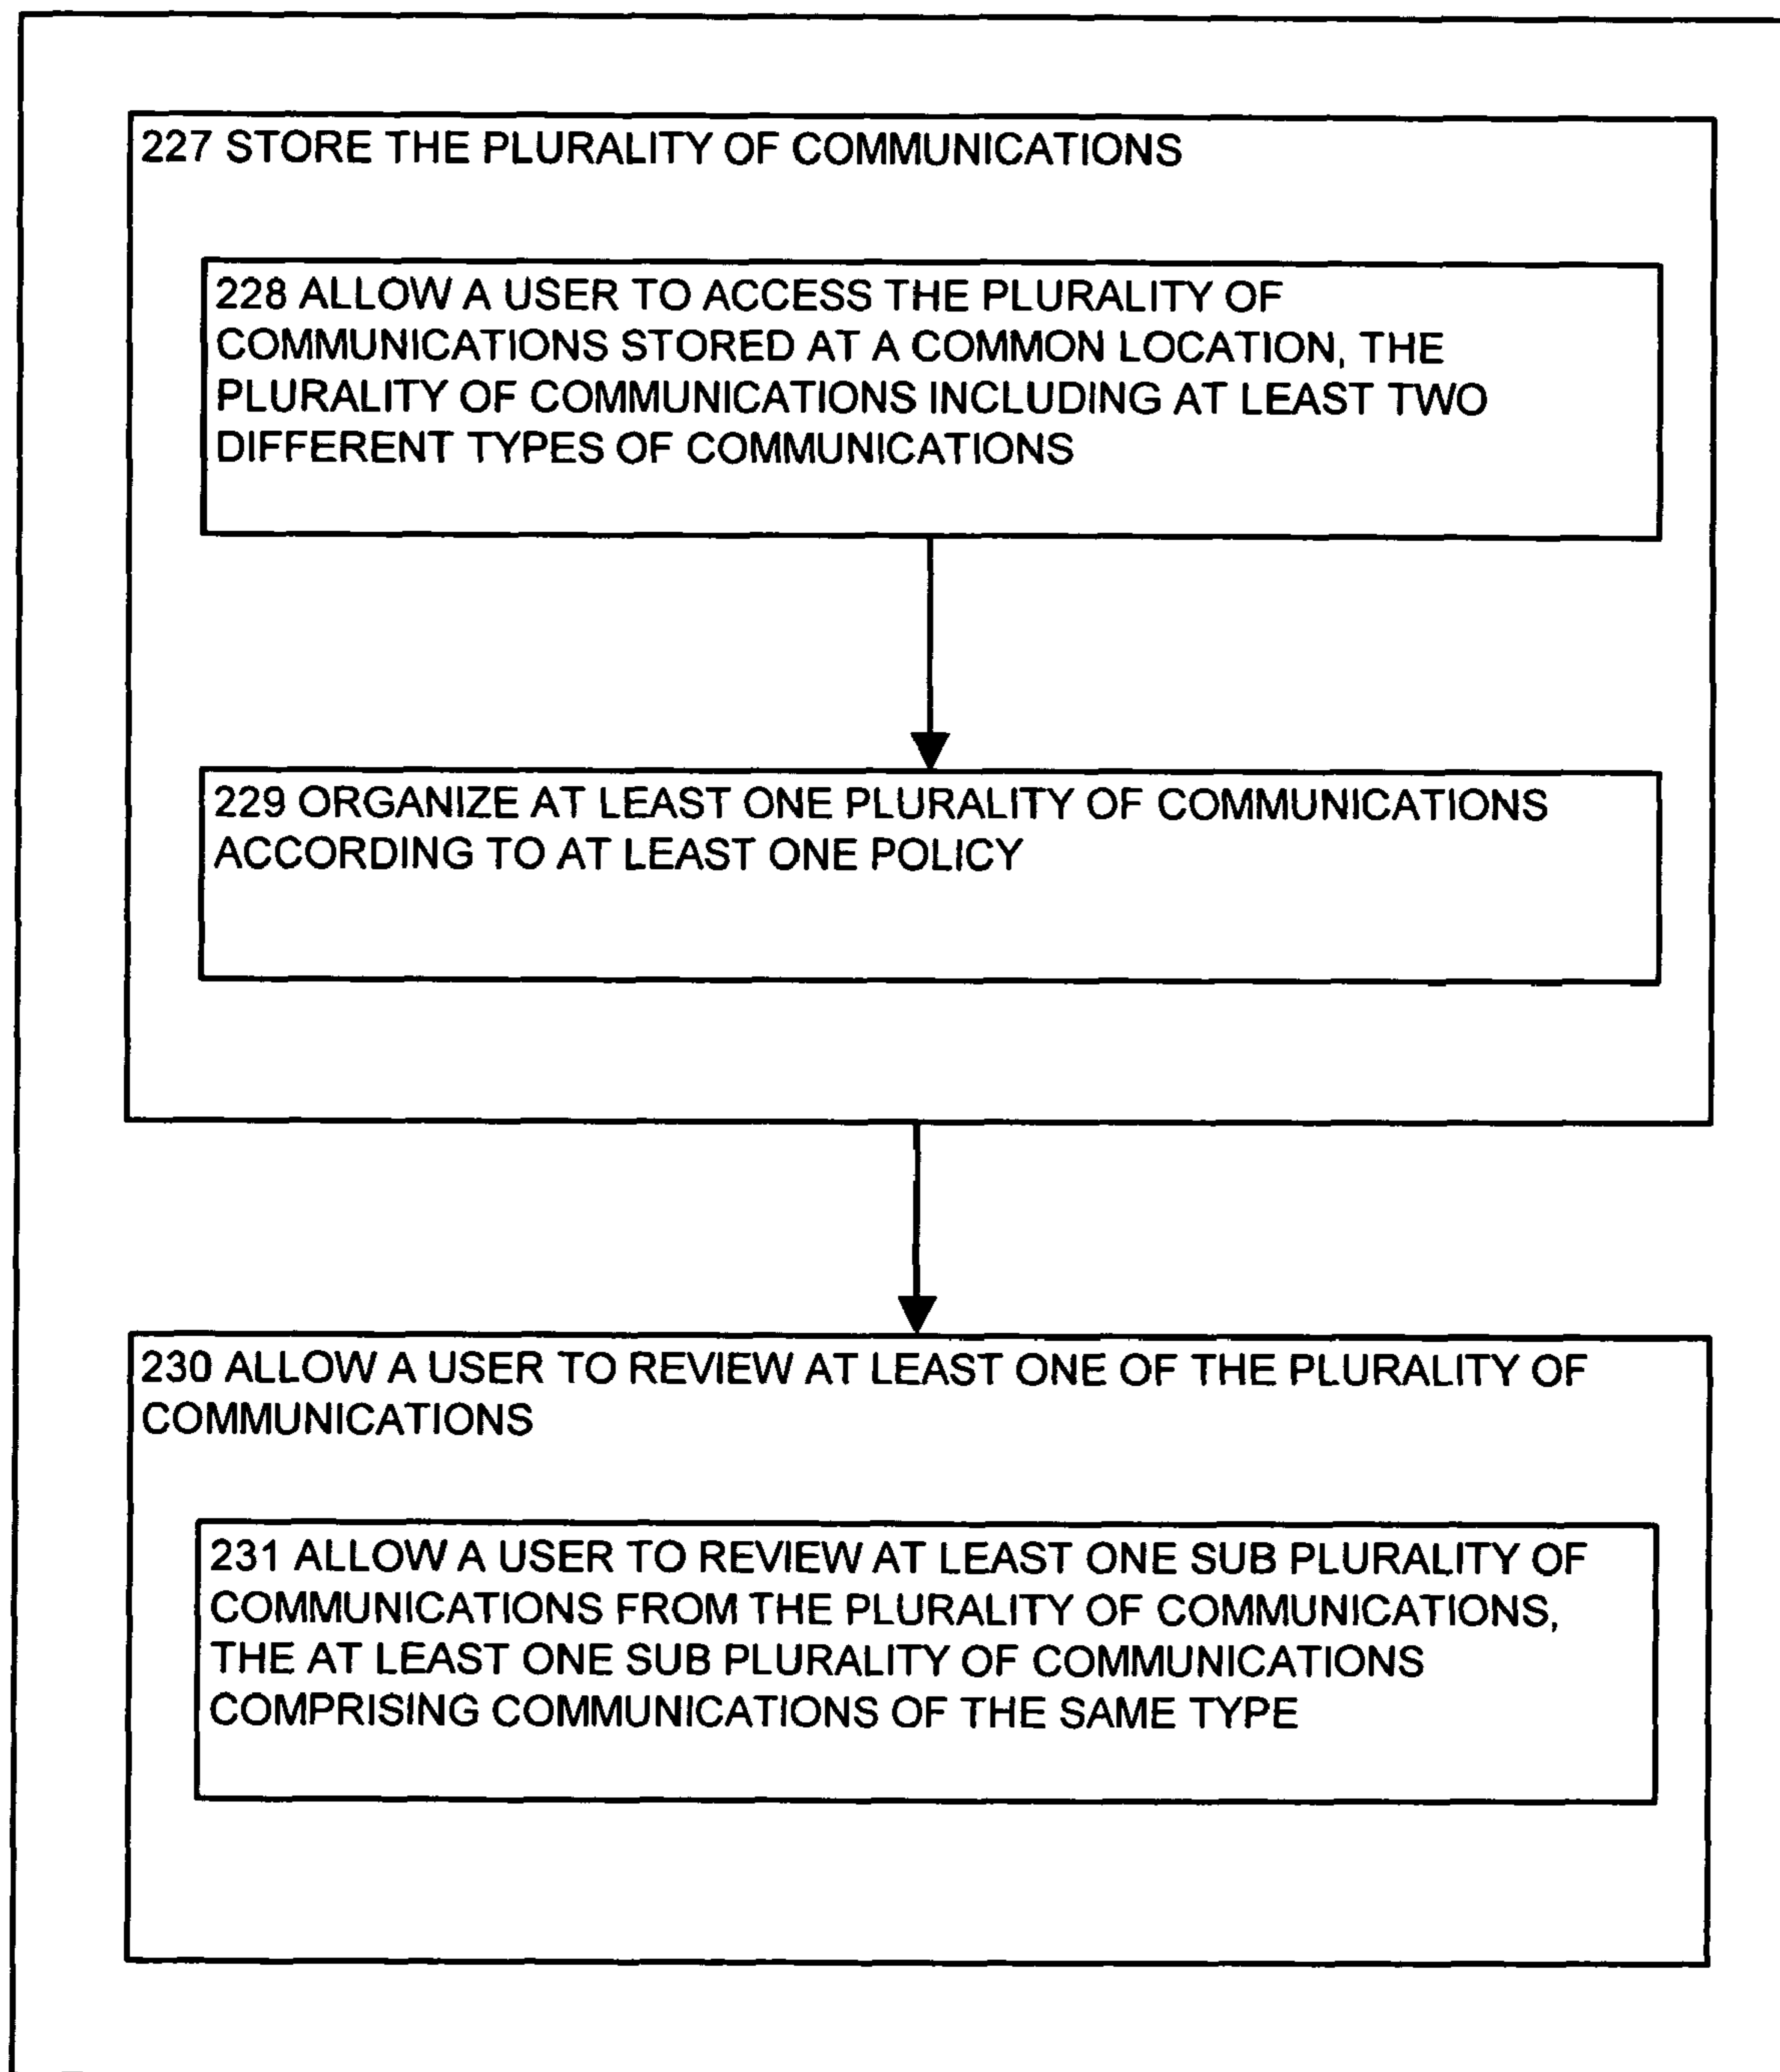 227 STORE THE PLURALITY OF COMMUNICATIONS
228 ALLOW A USER TO ACCESS THE PLURALITY OF
COMMUNICATIONS STORED AT A COMMON LOCATION, THE
PLURALITY OF COMMUNICATIONS INCLUDING AT LEAST TWO
DIFFERENT TYPES OF COMMUNICATIONS
229 ORGANIZE AT LEAST ONE PLURALITY OF COMMUNICATIONS
ACCORDING TO AT LEAST ONE POLICY
230 ALLOW A USER TO REVIEW AT LEAST ONE OF THE PLURALITY OF
COMMUNICATIONS
231 ALLOW A USER TO REVIEW AT LEAST ONE SUB PLURALITY OF
COMMUNICATIONS FROM THE PLURALITY OF COMMUNICATIONS,
THE AT LEAST ONE SUB PLURALITY OF COMMUNICATIONS
COMPRISING COMMUNICATIONS OF THE SAME TYPE